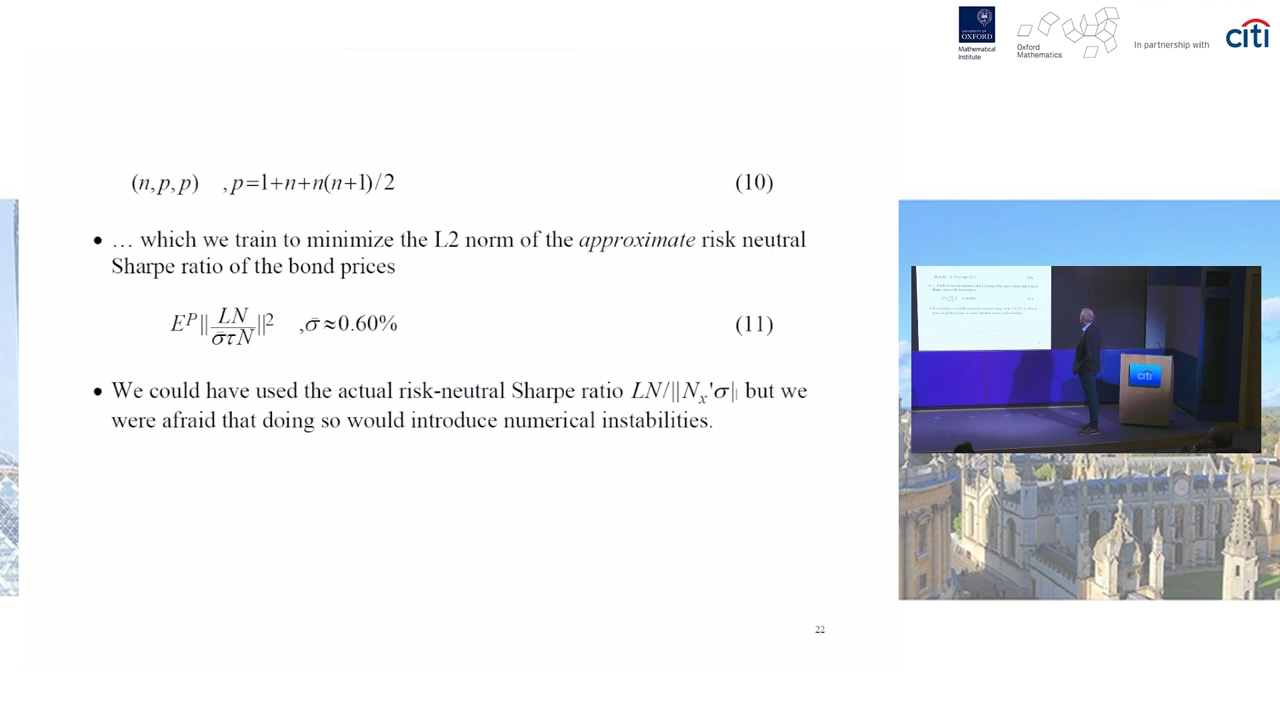 UNIVERSITY OF
OXFORD
Mathematical
Institute
Oxford
Mathematics
In partnership with
citi
(n,p,p) ,p=1+n+n(n+1)/2 (10)
• … which we train to minimize the L2 norm of the approximate risk neutral
Sharpe ratio of the bond prices
E^P||LN/(σ̄τN)||² ,σ̄≈0.60% (11)
• We could have used the actual risk-neutral Sharpe ratio LN/||N_x'σ|| but we
were afraid that doing so would introduce numerical instabilities.
22
citi